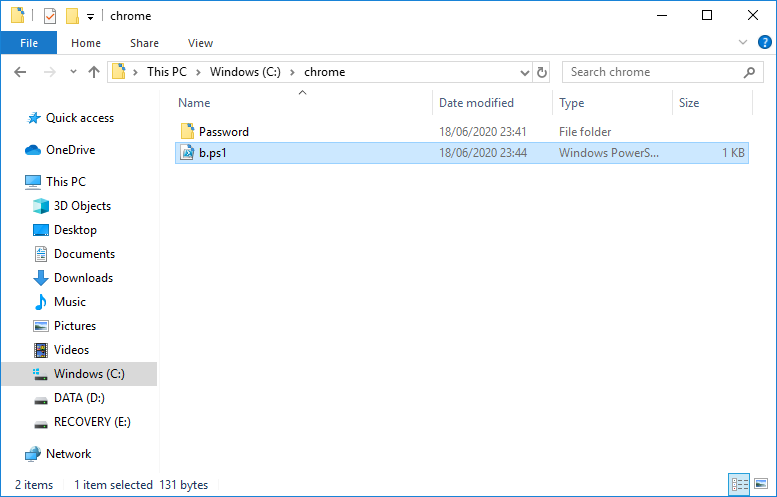 chrome
File Home Share View
This PC Windows (C:) chrome Search chrome
Name Date modified Type Size
Quick access
Password 18/06/2020 23:41 File folder
b.ps1 18/06/2020 23:44 Windows PowerS... 1 KB
OneDrive
This PC
3D Objects
Desktop
Documents
Downloads
Music
Pictures
Videos
Windows (C:)
DATA (D:)
RECOVERY (E:)
Network
2 items 1 item selected 131 bytes